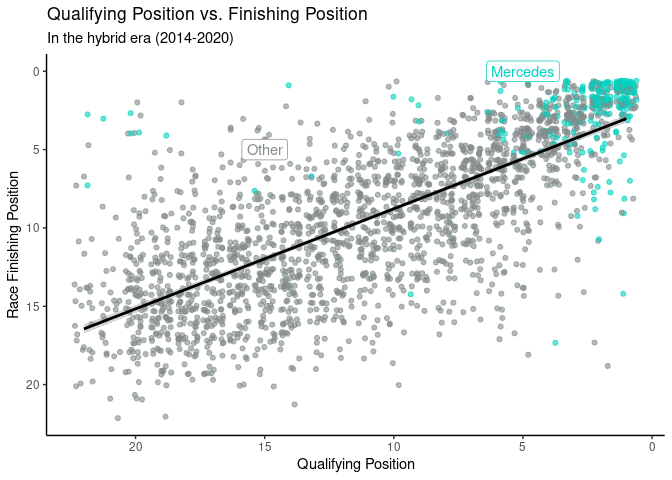 Qualifying Position vs. Finishing Position
In the hybrid era (2014-2020)
Mercedes
Other
0
5
10
15
20
Race Finishing Position
20
15
10
5
0
Qualifying Position